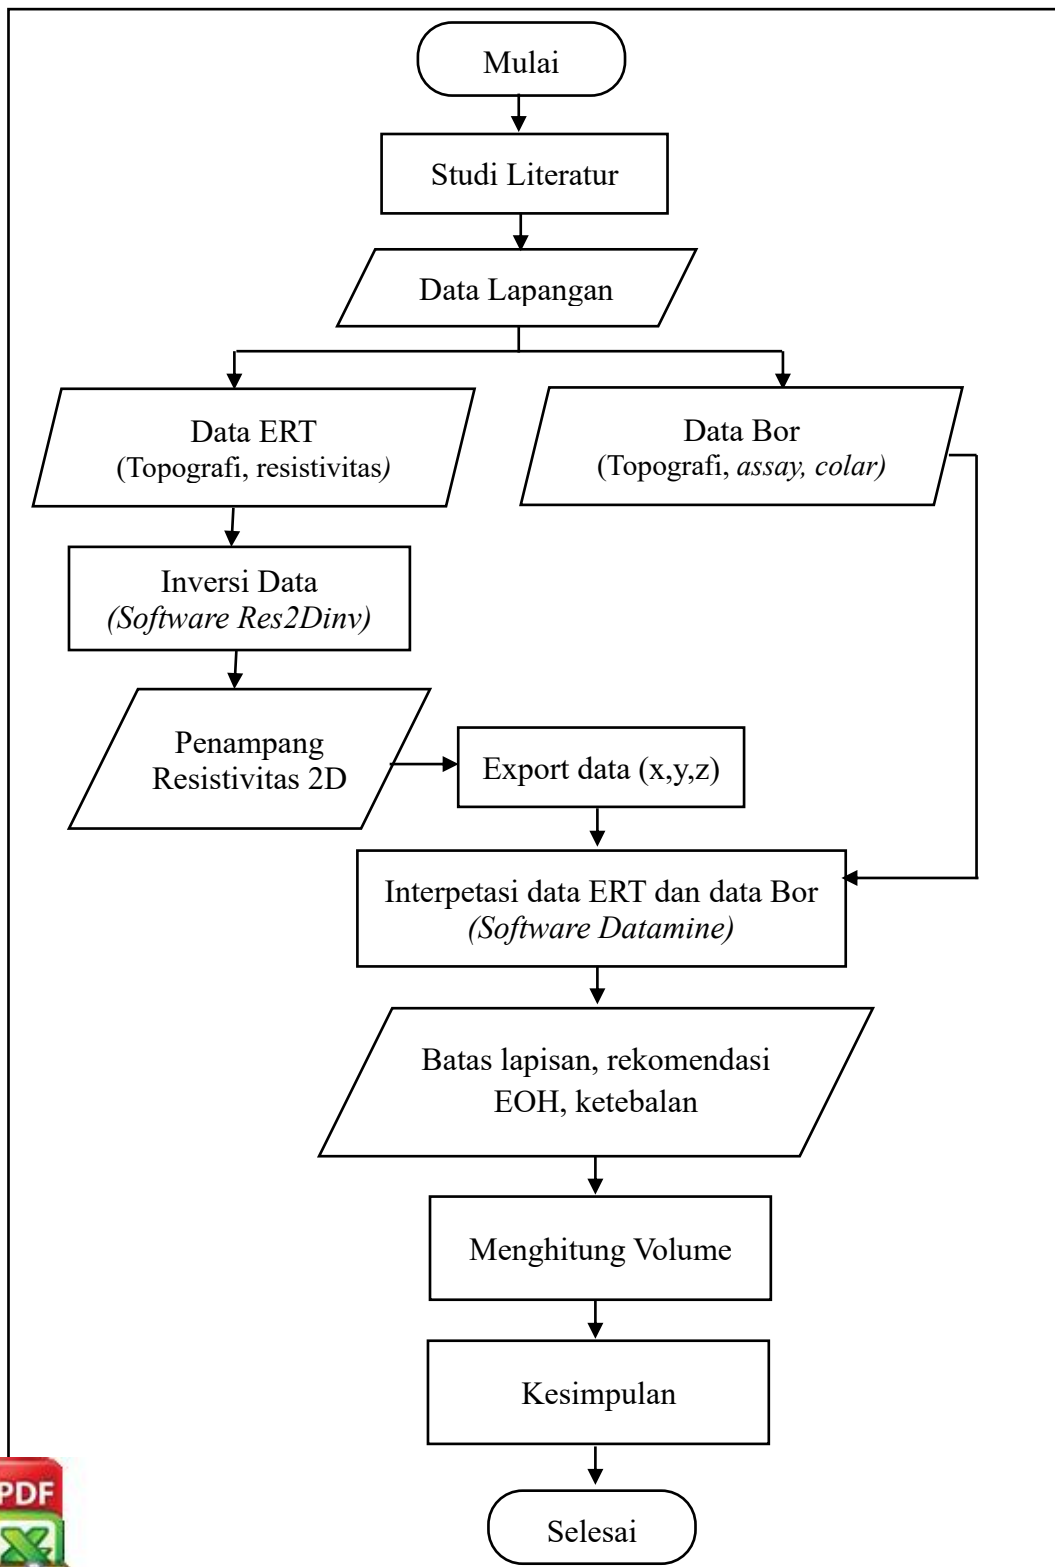 Mulai
Studi Literatur
Data Lapangan
Data ERT
(Topografi, resistivitas)
Data Bor
(Topografi, assay, colar)
Inversi Data
(Software Res2Dinv)
Penampang
Resistivitas 2D
Export data (x,y,z)
Interpetasi data ERT dan data Bor
(Software Datamine)
Batas lapisan, rekomendasi
EOH, ketebalan
Menghitung Volume
Kesimpulan
Selesai
PDF